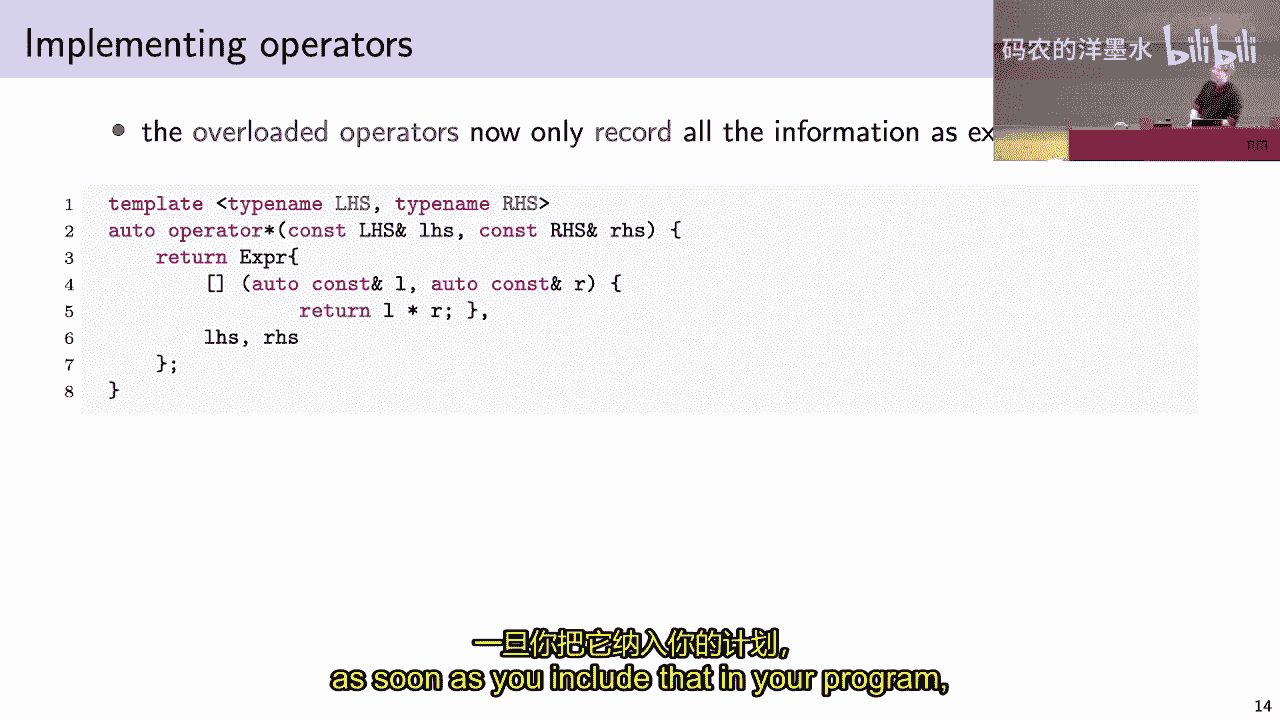 Implementing operators
码农的洋墨水 bilibili
nm
the overloaded operators now only record all the information as ex
1 template <typename LHS, typename RHS>
2 auto operator*(const LHS& lhs, const RHS& rhs) {
3 return Expr{
4 [] (auto const& l, auto const& r) {
5 return l * r; },
6 lhs, rhs
7 };
8 }
一旦你把它纳入你的计划,
as soon as you include that in your program,
14